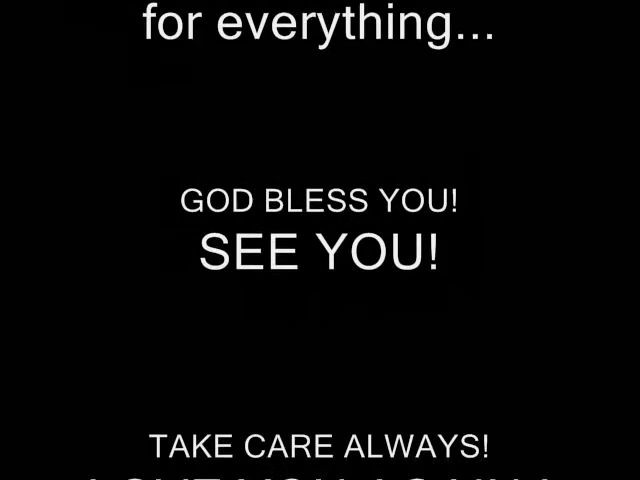 for everything...
GOD BLESS YOU!
SEE YOU!
TAKE CARE ALWAYS!